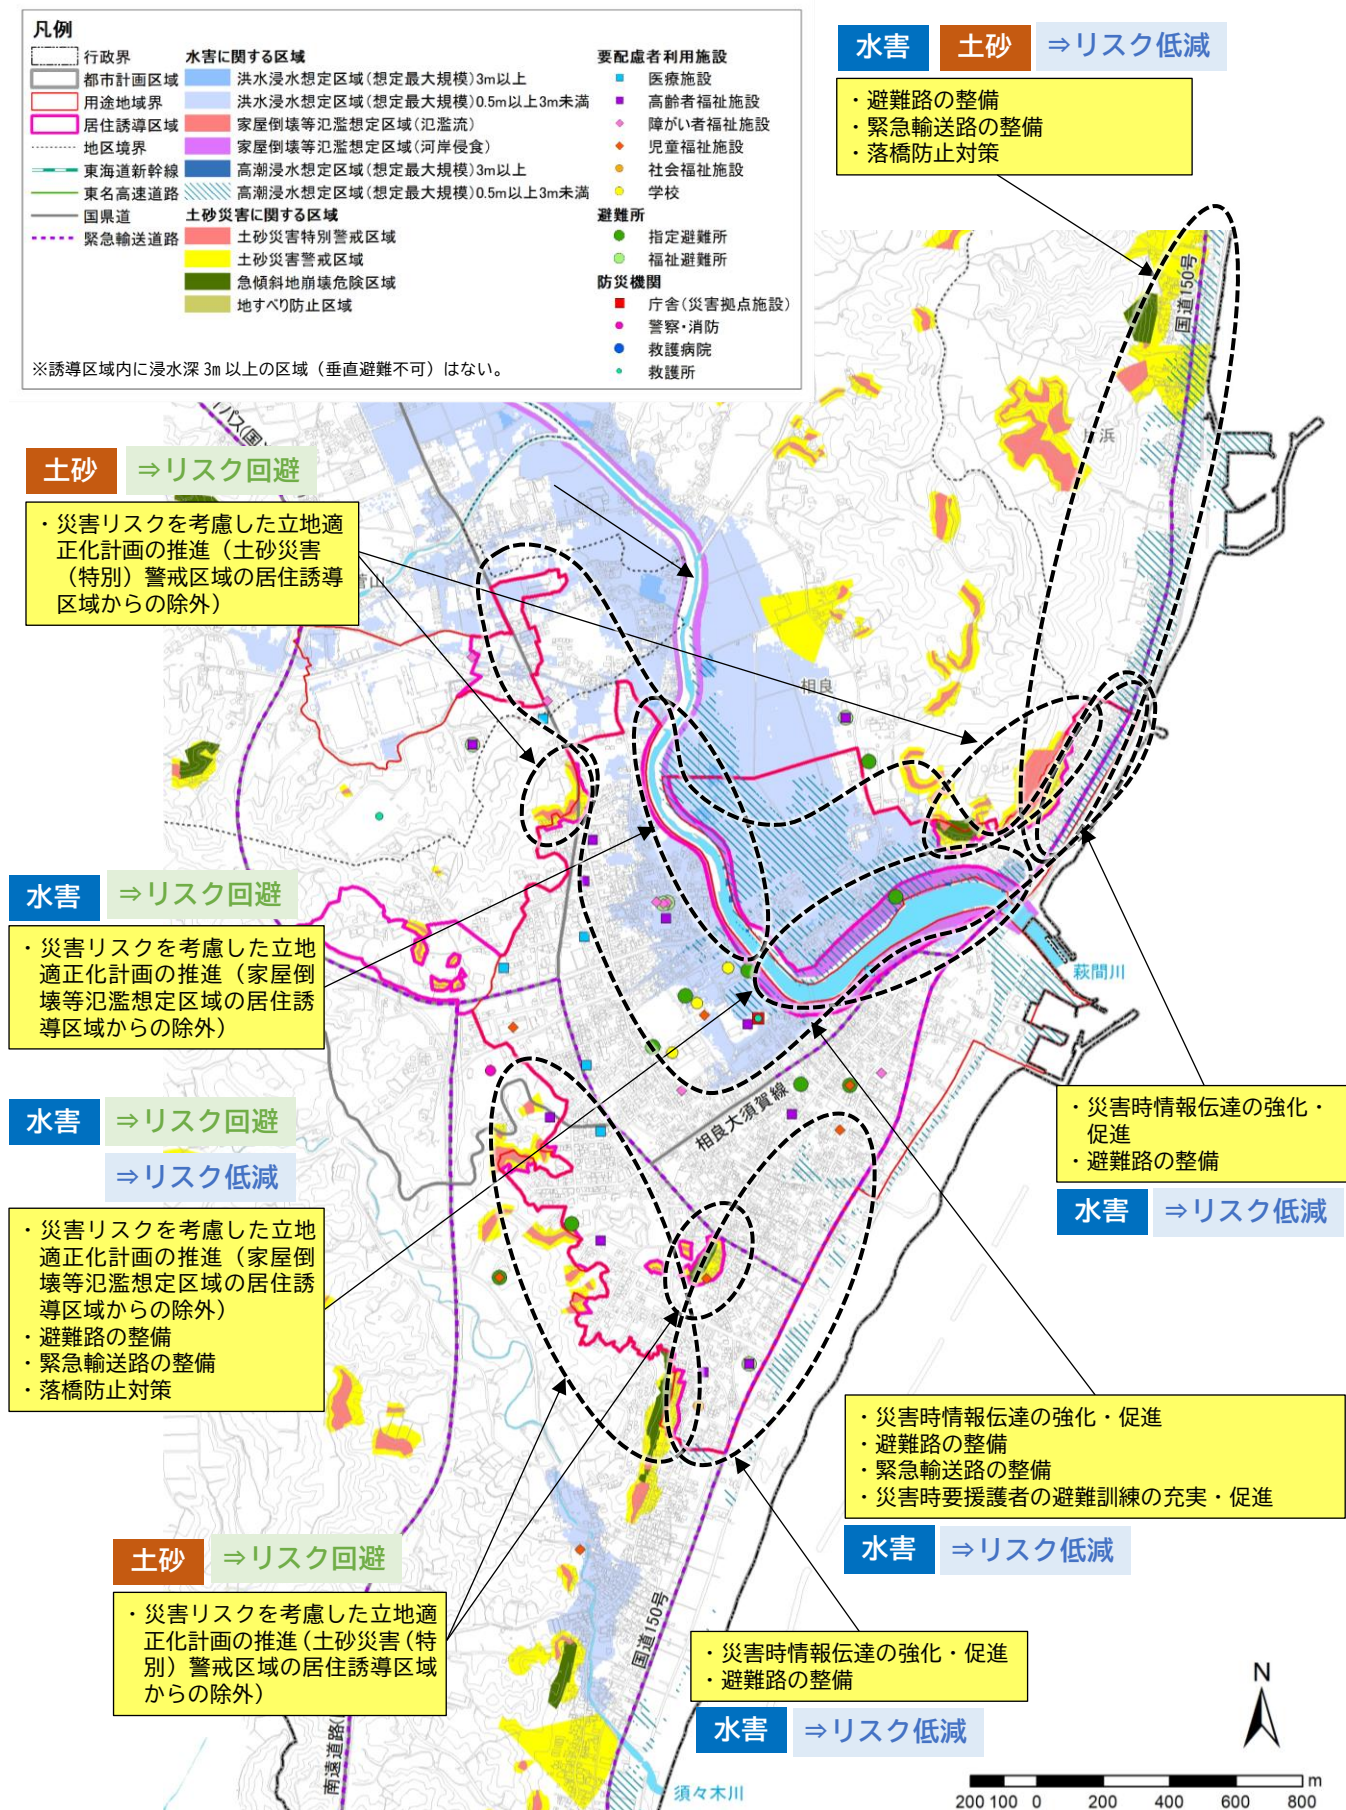 凡例
行政界
都市計画区域
用途地域界
居住誘導区域
地区境界
東海道新幹線
東名高速道路
国県道
緊急輸送道路
水害に関する区域
洪水浸水想定区域(想定最大規模)3m以上
洪水浸水想定区域(想定最大規模)0.5m以上3m未満
家屋倒壊等氾濫想定区域(氾濫流)
家屋倒壊等氾濫想定区域(河岸侵食)
高潮浸水想定区域(想定最大規模)3m以上
高潮浸水想定区域(想定最大規模)0.5m以上3m未満
土砂災害に関する区域
土砂災害特別警戒区域
土砂災害警戒区域
急傾斜地崩壊危険区域
地すべり防止区域
要配慮者利用施設
医療施設
高齢者福祉施設
障がい者福祉施設
児童福祉施設
社会福祉施設
学校
避難所
指定避難所
福祉避難所
防災機関
庁舎(災害拠点施設)
警察・消防
救護病院
救護所
※誘導区域内に浸水深3m以上の区域（垂直避難不可）はない。
水害 土砂 ⇒リスク低減
・避難路の整備
・緊急輸送路の整備
・落橋防止対策
国道150号
片浜
パス(国
土砂 ⇒リスク回避
・災害リスクを考慮した立地適
正化計画の推進（土砂災害
（特別）警戒区域の居住誘導
区域からの除外）
菅山
相良
水害 ⇒リスク回避
・災害リスクを考慮した立地
適正化計画の推進（家屋倒
壊等氾濫想定区域の居住誘
導区域からの除外）
萩間川
水害 ⇒リスク回避
⇒リスク低減
・災害リスクを考慮した立地
適正化計画の推進（家屋倒
壊等氾濫想定区域の居住誘
導区域からの除外）
・避難路の整備
・緊急輸送路の整備
・落橋防止対策
相良大須賀線
・災害時情報伝達の強化・
促進
・避難路の整備
水害 ⇒リスク低減
・災害時情報伝達の強化・促進
・避難路の整備
・緊急輸送路の整備
・災害時要援護者の避難訓練の充実・促進
水害 ⇒リスク低減
土砂 ⇒リスク回避
・災害リスクを考慮した立地適
正化計画の推進（土砂災害（特
別）警戒区域の居住誘導区域
からの除外）
国道150号
・災害時情報伝達の強化・促進
・避難路の整備
水害 ⇒リスク低減
南遠道路(
須々木川
N
m
200 100 0 200 400 600 800